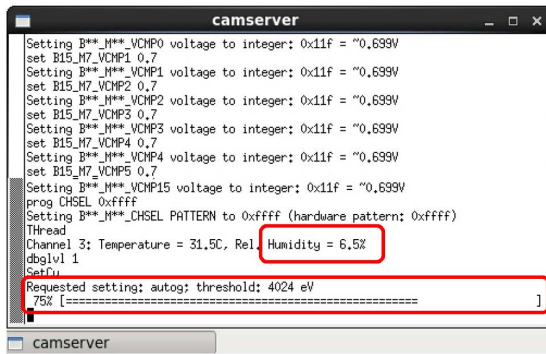 camserver
Setting B**_M**_VCMP0 voltage to integer: 0x11f = ~0.699V
set B15_M7_VCMP1 0.7
Setting B**_M**_VCMP1 voltage to integer: 0x11f = ~0.699V
set B15_M7_VCMP2 0.7
Setting B**_M**_VCMP2 voltage to integer: 0x11f = ~0.699V
set B15_M7_VCMP3 0.7
Setting B**_M**_VCMP3 voltage to integer: 0x11f = ~0.699V
set B15_M7_VCMP4 0.7
Setting B**_M**_VCMP4 voltage to integer: 0x11f = ~0.699V
set B15_M7_VCMP5 0.7
Setting B**_M**_VCMP15 voltage to integer: 0x11f = ~0.699V
prog CHSEL 0xffff
Setting B**_M**_CHSEL PATTERN to 0xffff (hardware pattern: 0xffff)
THread
Channel 3: Temperature = 31.5C, Rel. Humidity = 6.5%
dbglvl 1
SetCu
Requested setting: autog; threshold: 4024 eV
75% [====================================================== ]
camserver